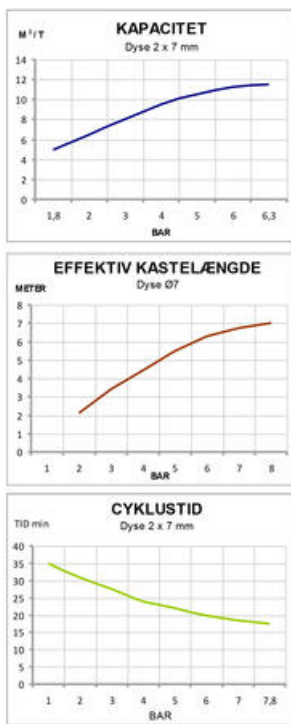 KAPACITET
M³/T
Dyse 2 x 7 mm
14
12
10
8
6
4
2
0
1,8 2 3 4 5 6 6,3
BAR
EFFEKTIV KASTELÆNGDE
METER
Dyse Ø7
8
7
6
5
4
3
2
1
0
1 2 3 4 5 6 7 8
BAR
CYKLUSTID
TID min
Dyse 2 x 7 mm
40
35
30
25
20
15
10
5
0
1 2 3 4 5 6 7 7,8
BAR